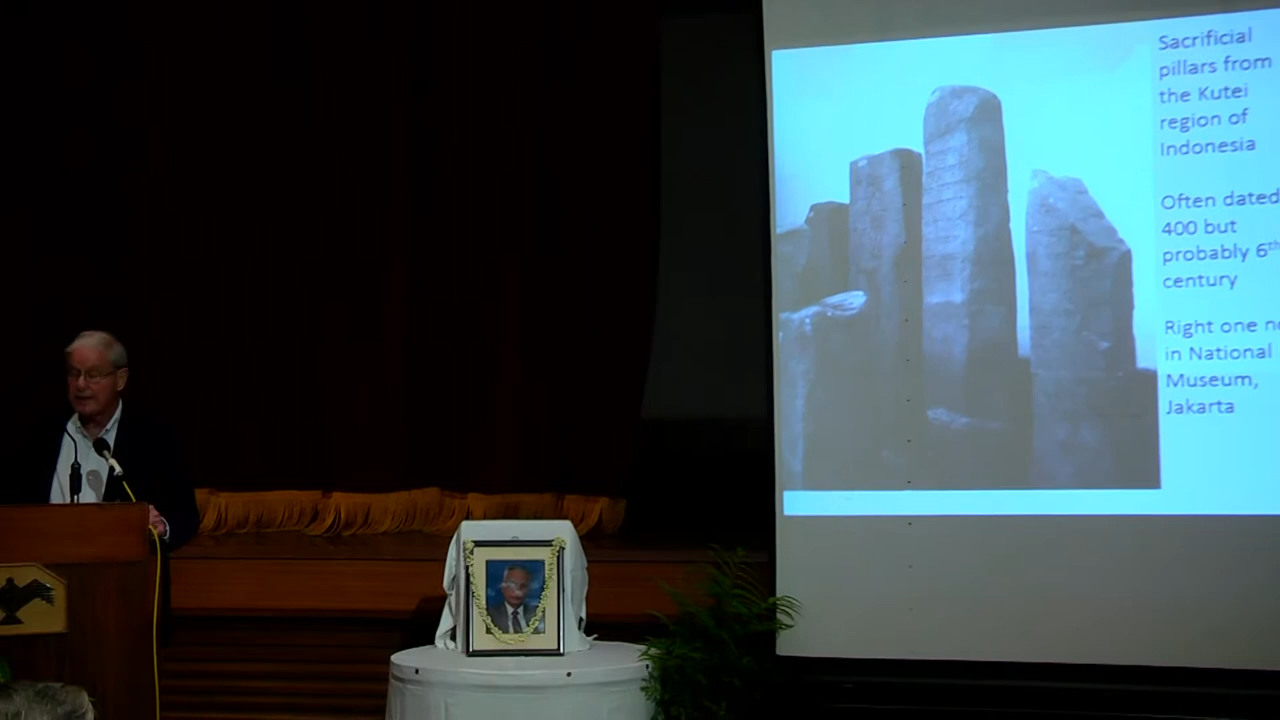 Sacrificial
pillars from
the Kutei
region of
Indonesia
Often dated
400 but
probably 6th
century
Right one
in National
Museum,
Jakarta